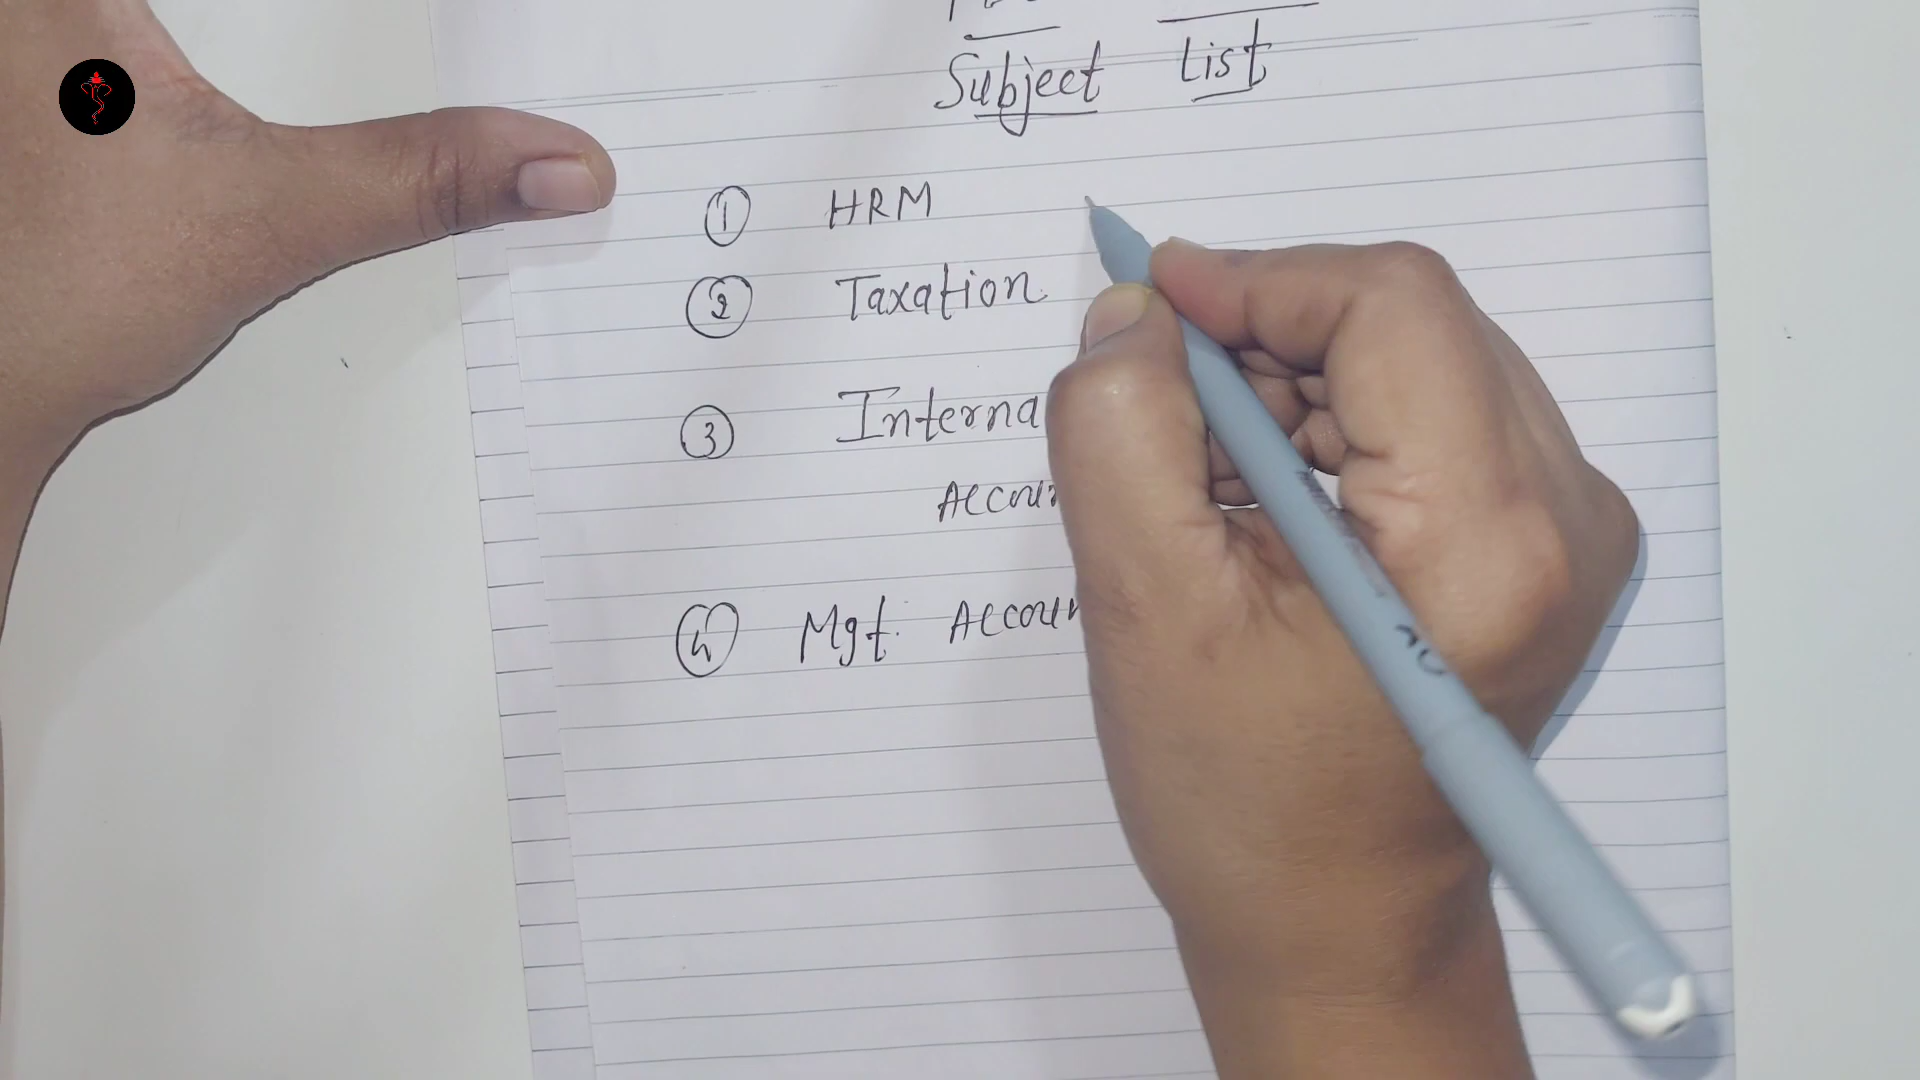 Subject List
① HRM
② Taxation
③ Interna
Accoun
④ Mgt. Accoun